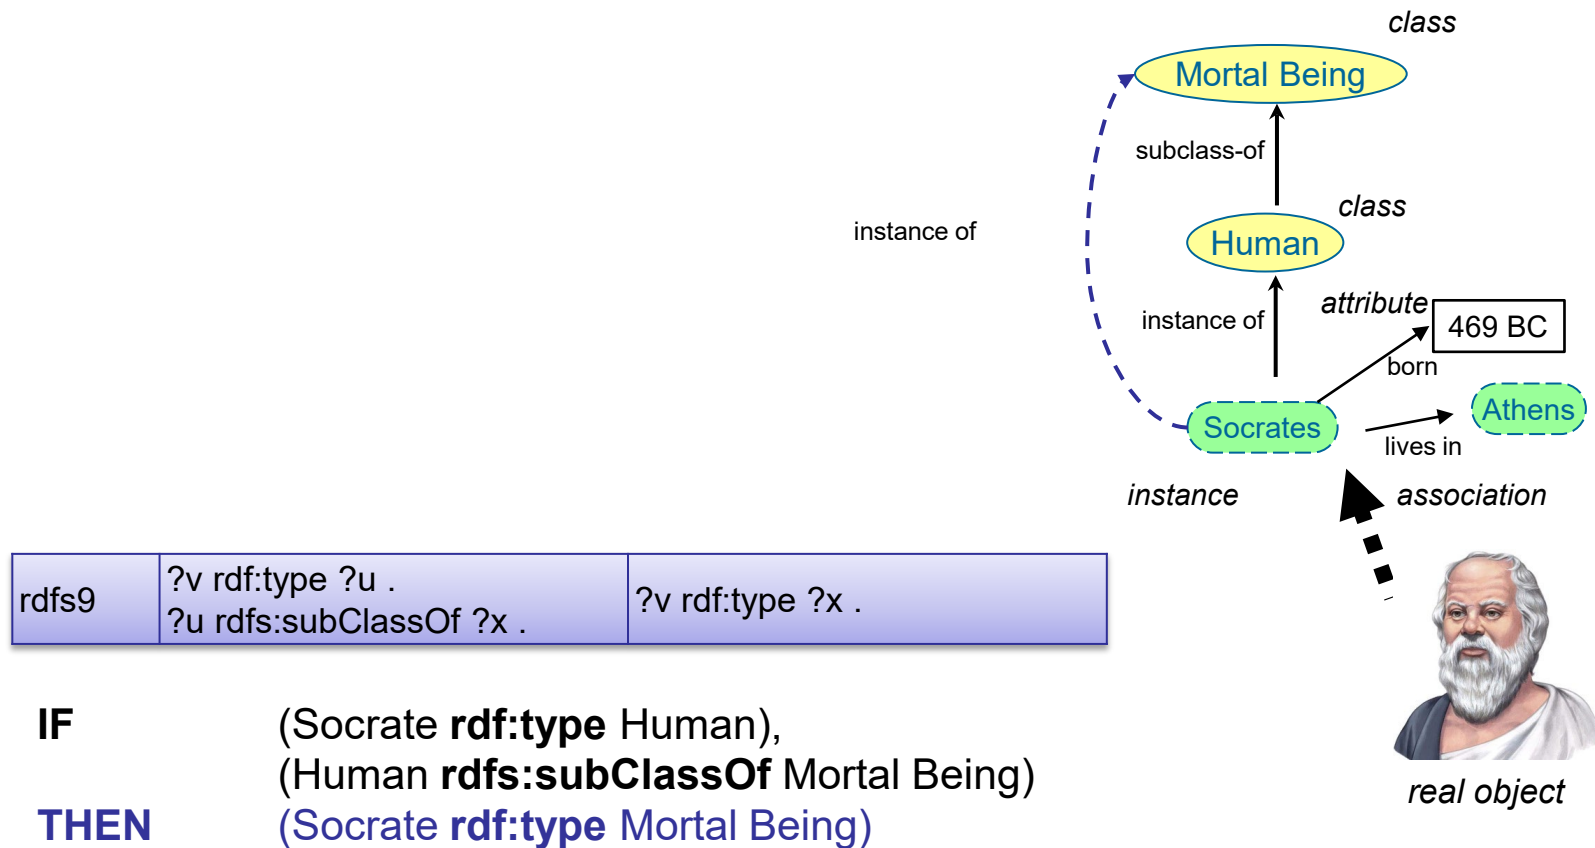 class
Mortal Being
subclass-of
class
instance of
Human
attribute
instance of
469 BC
born
Athens
Socrates
lives in
instance
association
rdfs9
?v rdf:type ?u .
?u rdfs:subClassOf ?x .
?v rdf:type ?x .
IF (Socrate rdf:type Human),
(Human rdfs:subClassOf Mortal Being)
THEN (Socrate rdf:type Mortal Being)
real object